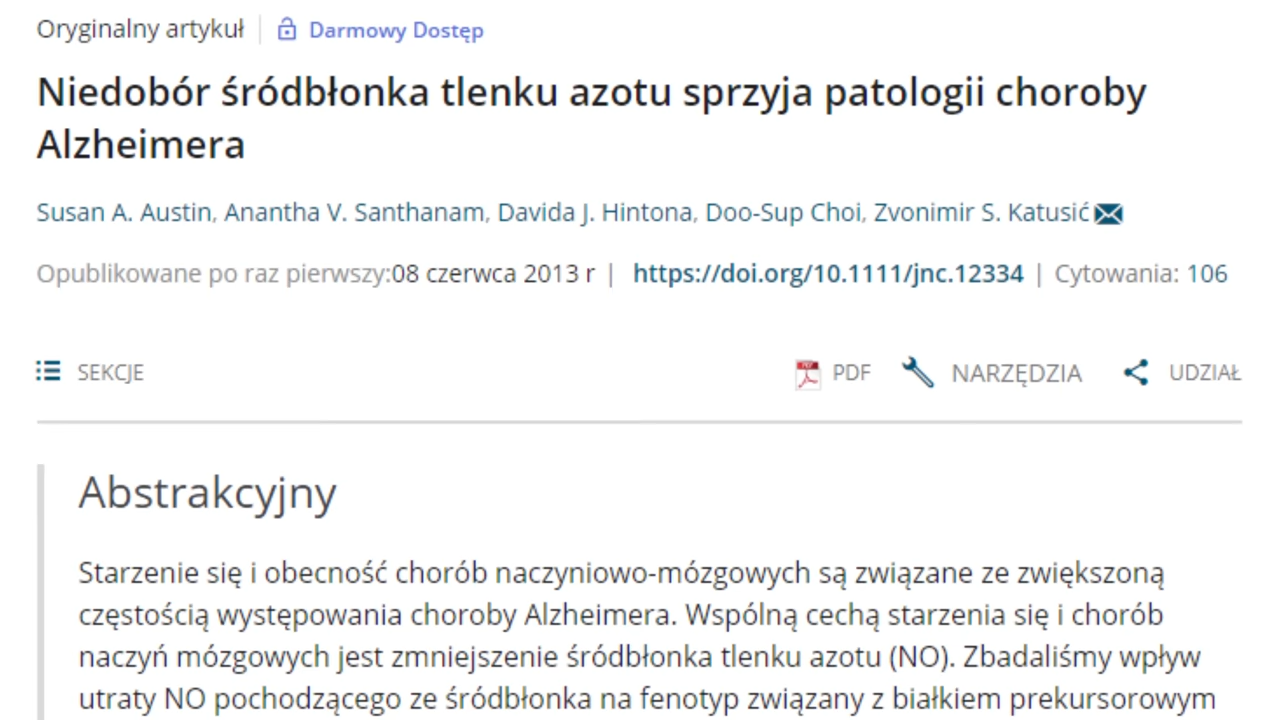 Oryginalny artykuł Darmowy Dostęp
Niedobór śródbłonka tlenku azotu sprzyja patologii choroby
Alzheimera
Susan A. Austin, Anantha V. Santhanam, Davida J. Hintona, Doo-Sup Choi, Zvonimir S. Katusić
Opublikowane po raz pierwszy:08 czerwca 2013 r | https://doi.org/10.1111/jnc.12334 | Cytowania: 106
SEKCJE PDF NARZĘDZIA UDZIAŁ
Abstrakcyjny
Starzenie się i obecność chorób naczyniowo-mózgowych są związane ze zwiększoną
częstością występowania choroby Alzheimera. Wspólną cechą starzenia się i chorób
naczyń mózgowych jest zmniejszenie śródbłonka tlenku azotu (NO). Zbadaliśmy wpływ
utraty NO pochodzącego ze śródbłonka na fenotyp związany z białkiem prekursorowym